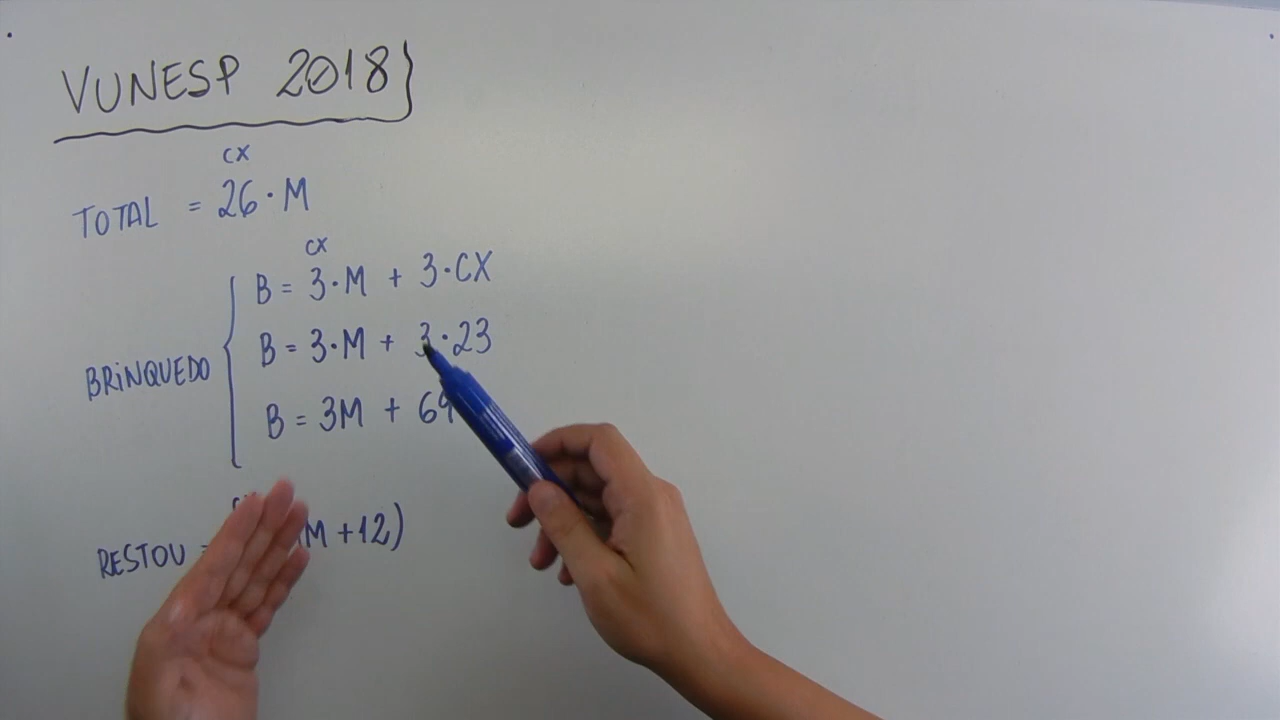 VUNESP 2018}
CX
TOTAL = 26·M
CX
B = 3·M + 3·CX
B = 3·M + 3·23
BRINQUEDO {
B = 3M + 69
RESTOU = M +12)